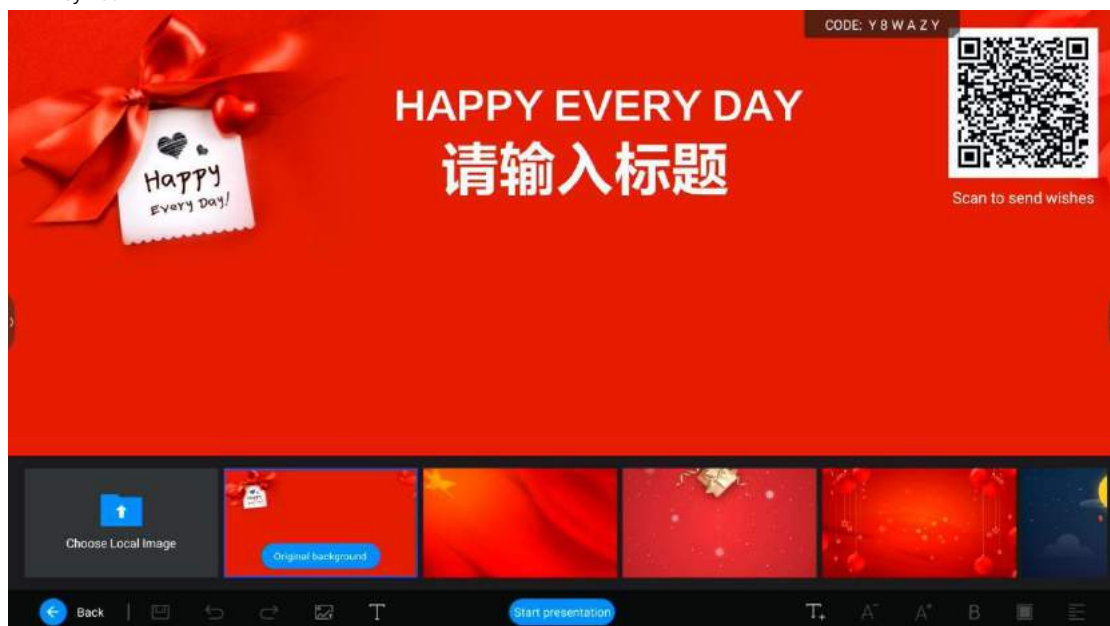 CODE: Y8WAZY
HAPPY EVERY DAY
请输入标题
Happy
Every Day!
Scan to send wishes
Choose Local Image
Original background
Back
Start presentation
T
T+
A-
A+
B